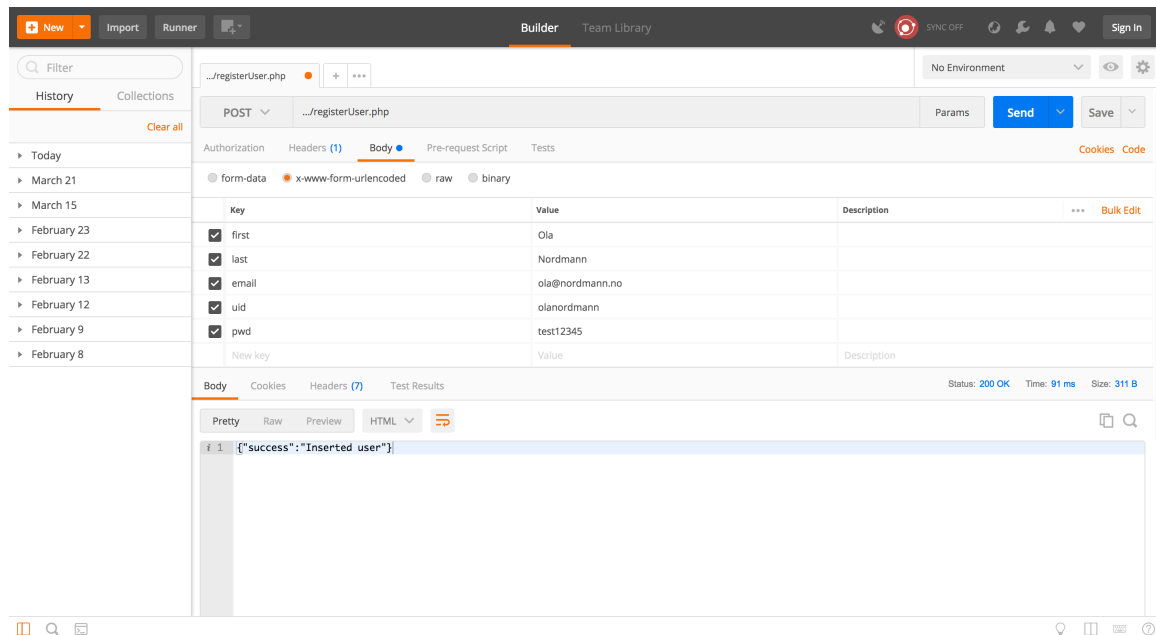 New Import Runner Builder Team Library SYNC OFF Sign In
Filter
History Collections
Clear all
Today
March 21
March 15
February 23
February 22
February 13
February 12
February 9
February 8
.../registerUser.php + ••• No Environment
POST .../registerUser.php Params Send Save
Authorization Headers (1) Body Pre-request Script Tests Cookies Code
form-data x-www-form-urlencoded raw binary
Key Value Description ••• Bulk Edit
first Ola
last Nordmann
email ola@nordmann.no
uid olanordmann
pwd test12345
New key Value Description
Body Cookies Headers (7) Test Results Status: 200 OK Time: 91 ms Size: 311 B
Pretty Raw Preview HTML
i 1 {"success":"Inserted user"}